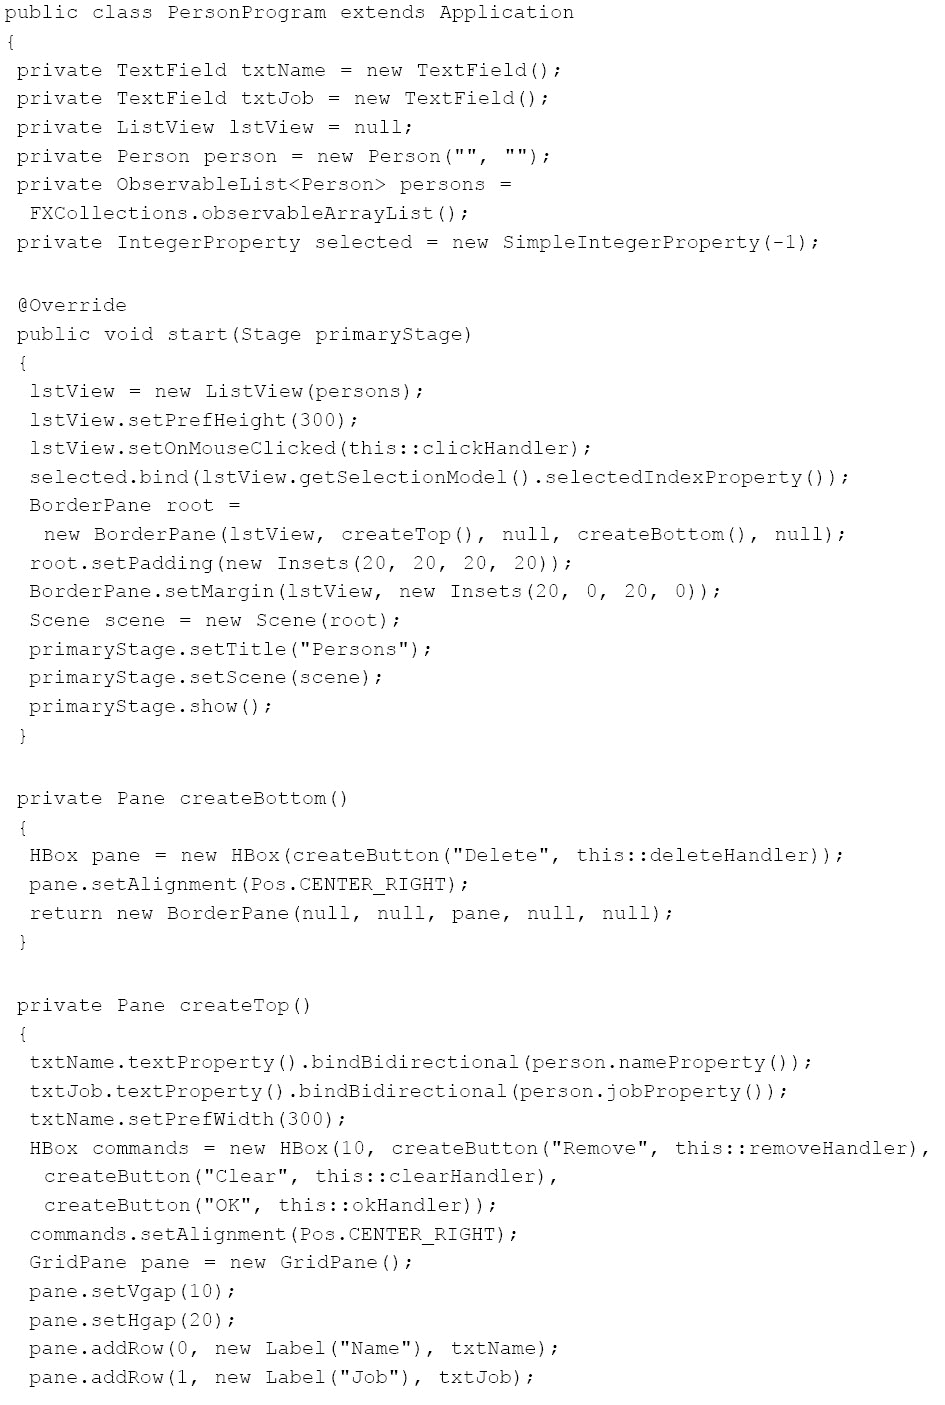 public class PersonProgram extends Application
{
 private TextField txtName = new TextField();
 private TextField txtJob = new TextField();
 private ListView lstView = null;
 private Person person = new Person("", "");
 private ObservableList<Person> persons =
  FXCollections.observableArrayList();
 private IntegerProperty selected = new SimpleIntegerProperty(-1);

 @Override
 public void start(Stage primaryStage)
 {
  lstView = new ListView(persons);
  lstView.setPrefHeight(300);
  lstView.setOnMouseClicked(this::clickHandler);
  selected.bind(lstView.getSelectionModel().selectedIndexProperty());
  BorderPane root =
   new BorderPane(lstView, createTop(), null, createBottom(), null);
  root.setPadding(new Insets(20, 20, 20, 20));
  BorderPane.setMargin(lstView, new Insets(20, 0, 20, 0));
  Scene scene = new Scene(root);
  primaryStage.setTitle("Persons");
  primaryStage.setScene(scene);
  primaryStage.show();
 }

 private Pane createBottom()
 {
  HBox pane = new HBox(createButton("Delete", this::deleteHandler));
  pane.setAlignment(Pos.CENTER_RIGHT);
  return new BorderPane(null, null, pane, null, null);
 }

 private Pane createTop()
 {
  txtName.textProperty().bindBidirectional(person.nameProperty());
  txtJob.textProperty().bindBidirectional(person.jobProperty());
  txtName.setPrefWidth(300);
  HBox commands = new HBox(10, createButton("Remove", this::removeHandler),
   createButton("Clear", this::clearHandler),
   createButton("OK", this::okHandler));
  commands.setAlignment(Pos.CENTER_RIGHT);
  GridPane pane = new GridPane();
  pane.setVgap(10);
  pane.setHgap(20);
  pane.addRow(0, new Label("Name"), txtName);
  pane.addRow(1, new Label("Job"), txtJob);